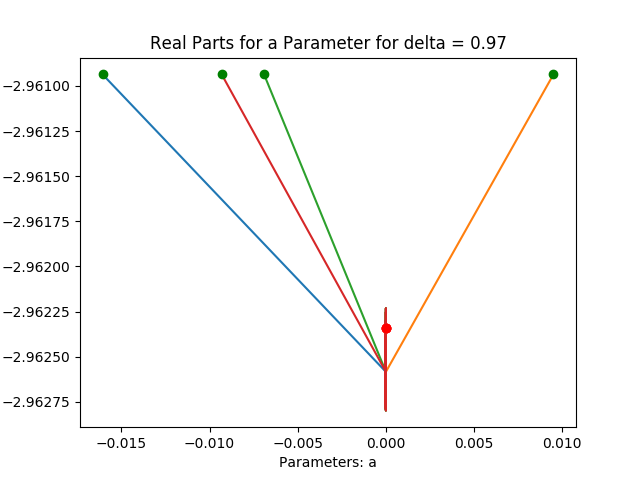 Real Parts for a Parameter for delta = 0.97
−2.96100
−2.96125
−2.96150
−2.96175
−2.96200
−2.96225
−2.96250
−2.96275
−0.015 −0.010 −0.005 0.000 0.005 0.010
Parameters: a